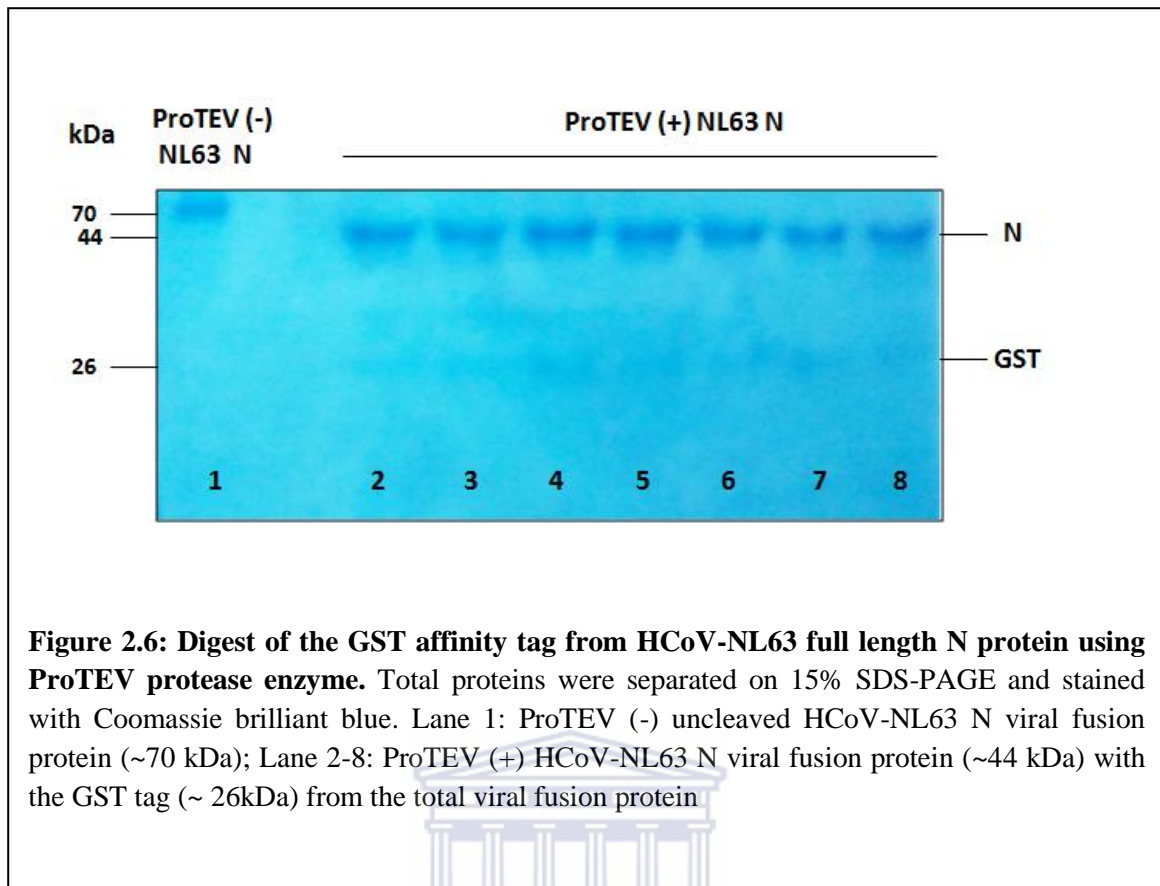 kDa
ProTEV (-)
NL63 N
ProTEV (+) NL63 N
70
44
26
N
GST
1 2 3 4 5 6 7 8
Figure 2.6: Digest of the GST affinity tag from HCoV-NL63 full length N protein using
ProTEV protease enzyme. Total proteins were separated on 15% SDS-PAGE and stained
with Coomassie brilliant blue. Lane 1: ProTEV (-) uncleaved HCoV-NL63 N viral fusion
protein (~70 kDa); Lane 2-8: ProTEV (+) HCoV-NL63 N viral fusion protein (~44 kDa) with
the GST tag (~ 26kDa) from the total viral fusion protein